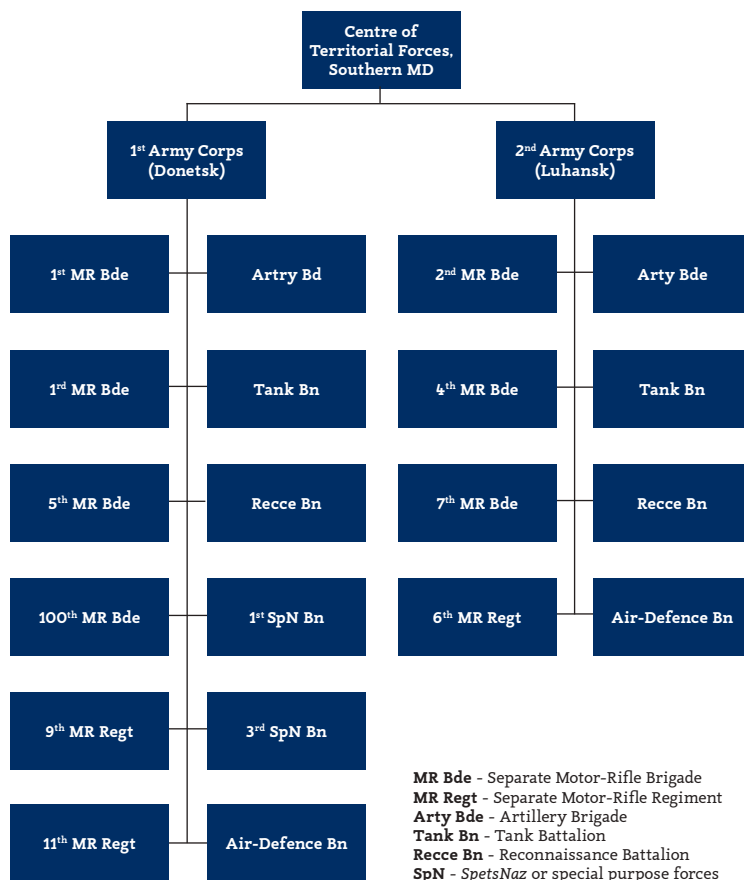 Centre of
Territorial Forces,
Southern MD
1st Army Corps
(Donetsk)
2nd Army Corps
(Luhansk)
1st MR Bde
Artry Bd
2nd MR Bde
Arty Bde
1rd MR Bde
Tank Bn
4th MR Bde
Tank Bn
5th MR Bde
Recce Bn
7th MR Bde
Recce Bn
100th MR Bde
1st SpN Bn
6th MR Regt
Air-Defence Bn
9th MR Regt
3rd SpN Bn
11th MR Regt
Air-Defence Bn
MR Bde - Separate Motor-Rifle Brigade
MR Regt - Separate Motor-Rifle Regiment
Arty Bde - Artillery Brigade
Tank Bn - Tank Battalion
Recce Bn - Reconnaissance Battalion
SpN - SpetsNaz or special purpose forces